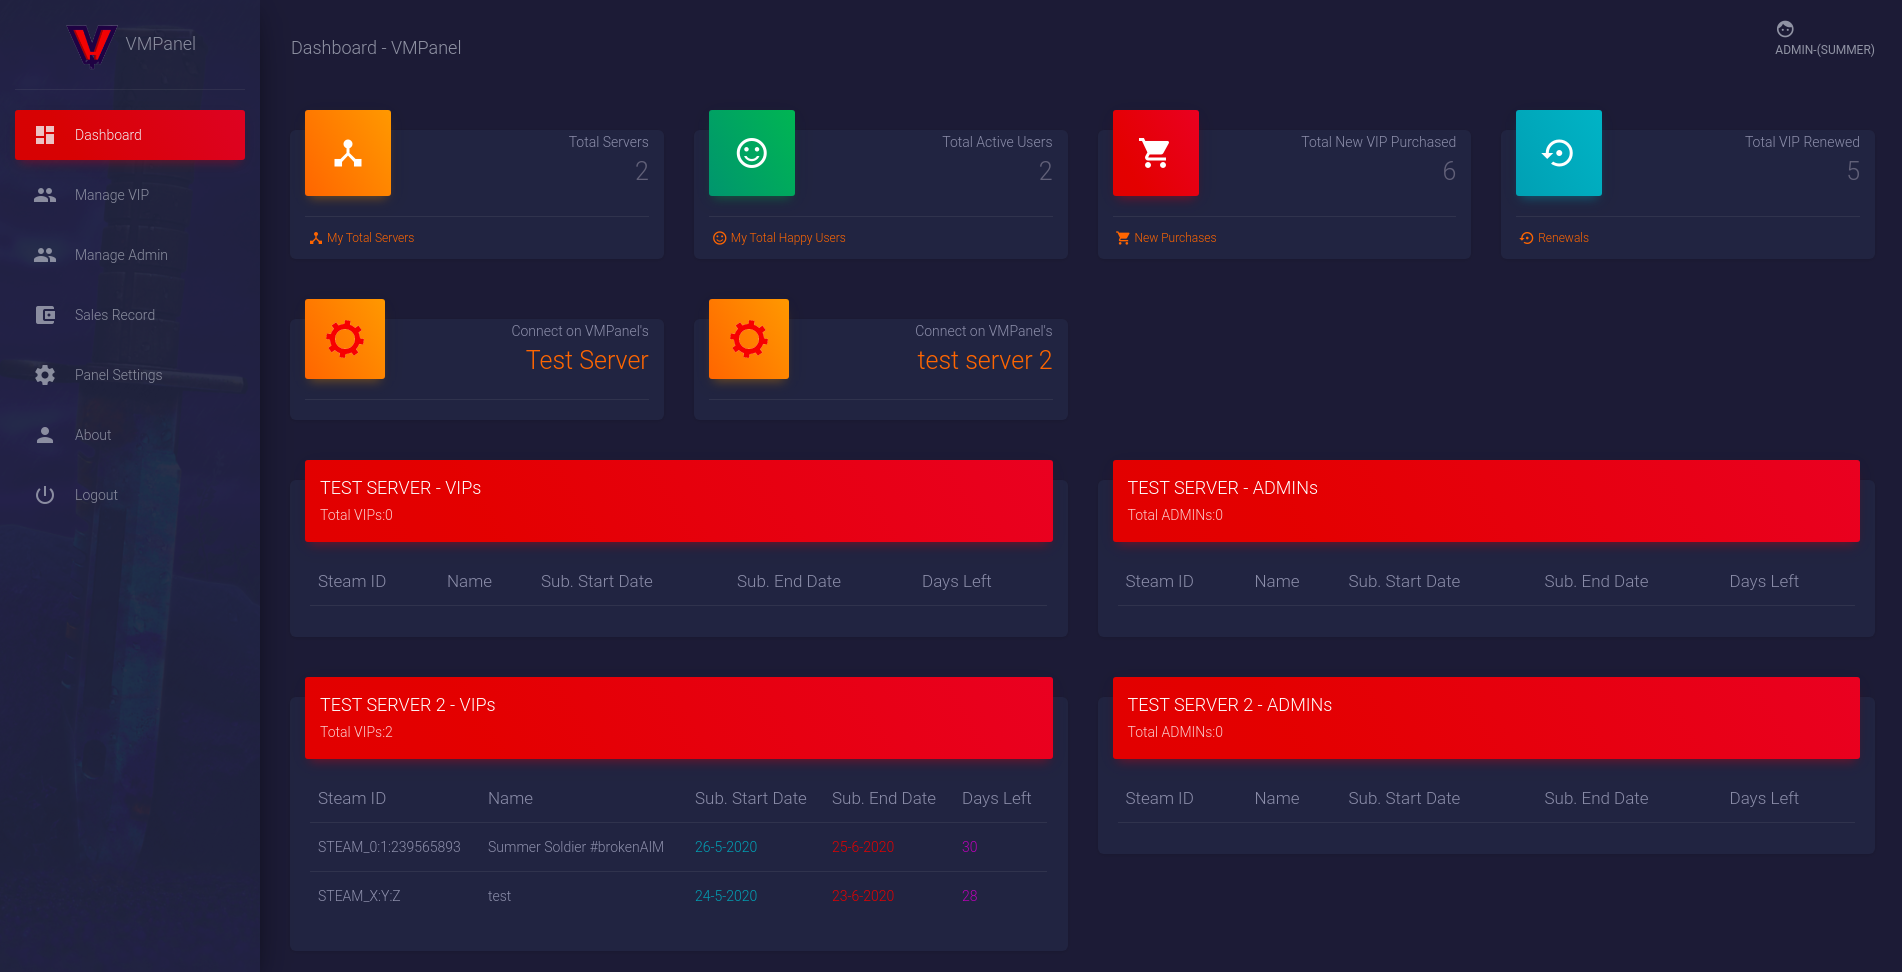 VMPanel
Dashboard
Manage VIP
Manage Admin
Sales Record
Panel Settings
About
Logout
Dashboard - VMPanel
ADMIN-(SUMMER)
Total Servers
2
My Total Servers
Total Active Users
2
My Total Happy Users
Total New VIP Purchased
6
New Purchases
Total VIP Renewed
5
Renewals
Connect on VMPanel's
Test Server
Connect on VMPanel's
test server 2
TEST SERVER - VIPs
Total VIPs:0
Steam ID Name Sub. Start Date Sub. End Date Days Left
TEST SERVER - ADMINs
Total ADMINs:0
Steam ID Name Sub. Start Date Sub. End Date Days Left
TEST SERVER 2 - VIPs
Total VIPs:2
Steam ID Name Sub. Start Date Sub. End Date Days Left
STEAM_0:1:239565893 Summer Soldier #brokenAIM 26-5-2020 25-6-2020 30
STEAM_X:Y:Z test 24-5-2020 23-6-2020 28
TEST SERVER 2 - ADMINs
Total ADMINs:0
Steam ID Name Sub. Start Date Sub. End Date Days Left